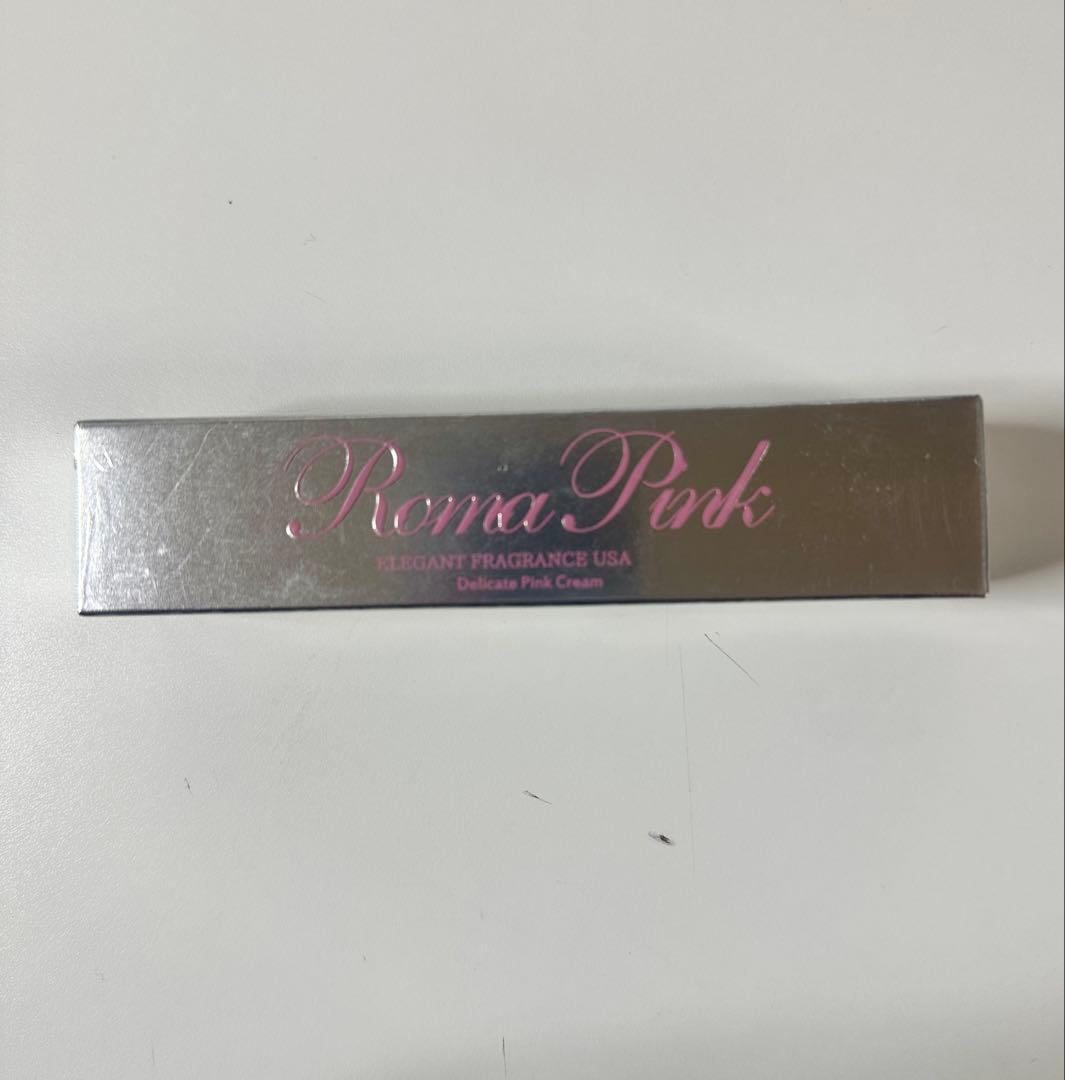 Roma Pink
ELEGANT FRAGRANCE USA
Delicate Pink Cream